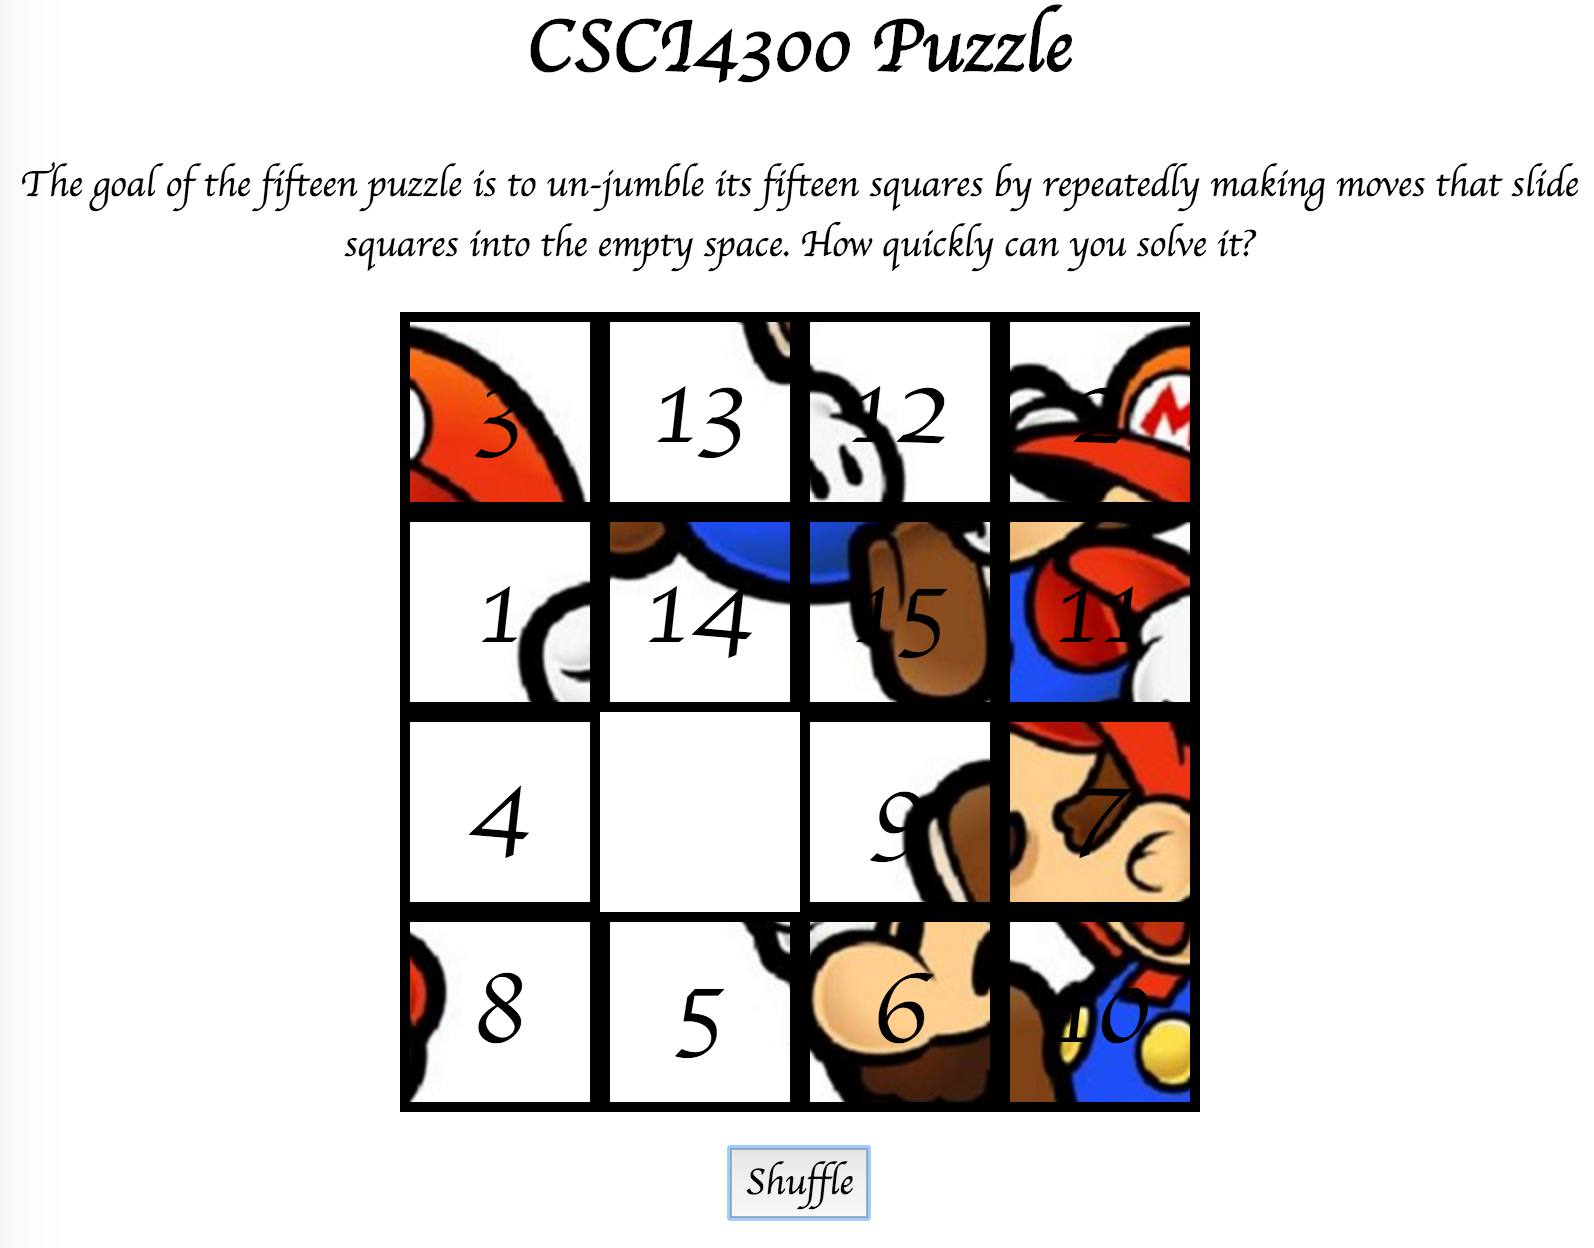 CSCI4300 Puzzle
The goal of the fifteen puzzle is to un-jumble its fifteen squares by repeatedly making moves that slide
squares into the empty space. How quickly can you solve it?
3 13 12 2
M
1 14 15 11
4 9 7
8 5 6 10
Shuffle